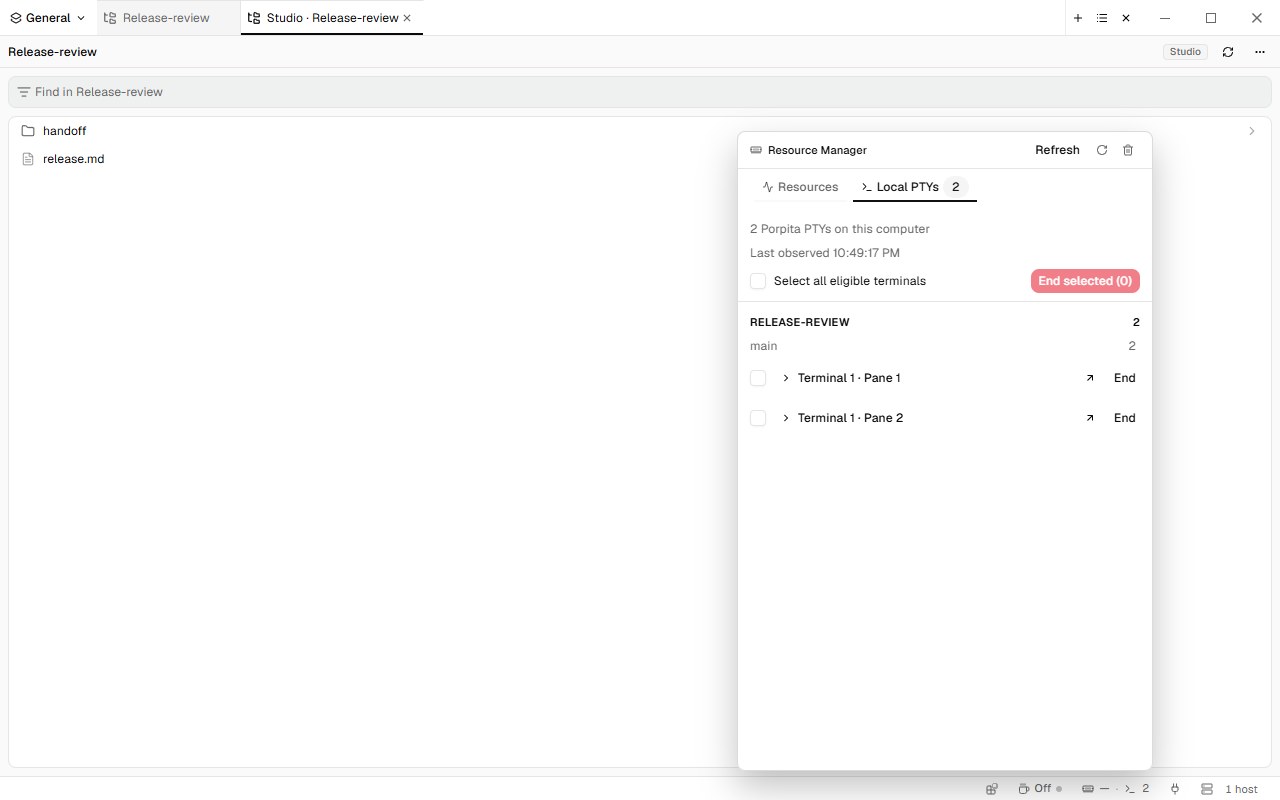 General
Release-review
Studio · Release-review
Release-review
Studio
Find in Release-review
handoff
release.md
Resource Manager
Refresh
Resources
Local PTYs 2
2 Porpita PTYs on this computer
Last observed 10:49:17 PM
Select all eligible terminals
End selected (0)
RELEASE-REVIEW 2
main 2
Terminal 1 · Pane 1 End
Terminal 1 · Pane 2 End
Off — · 2 1 host